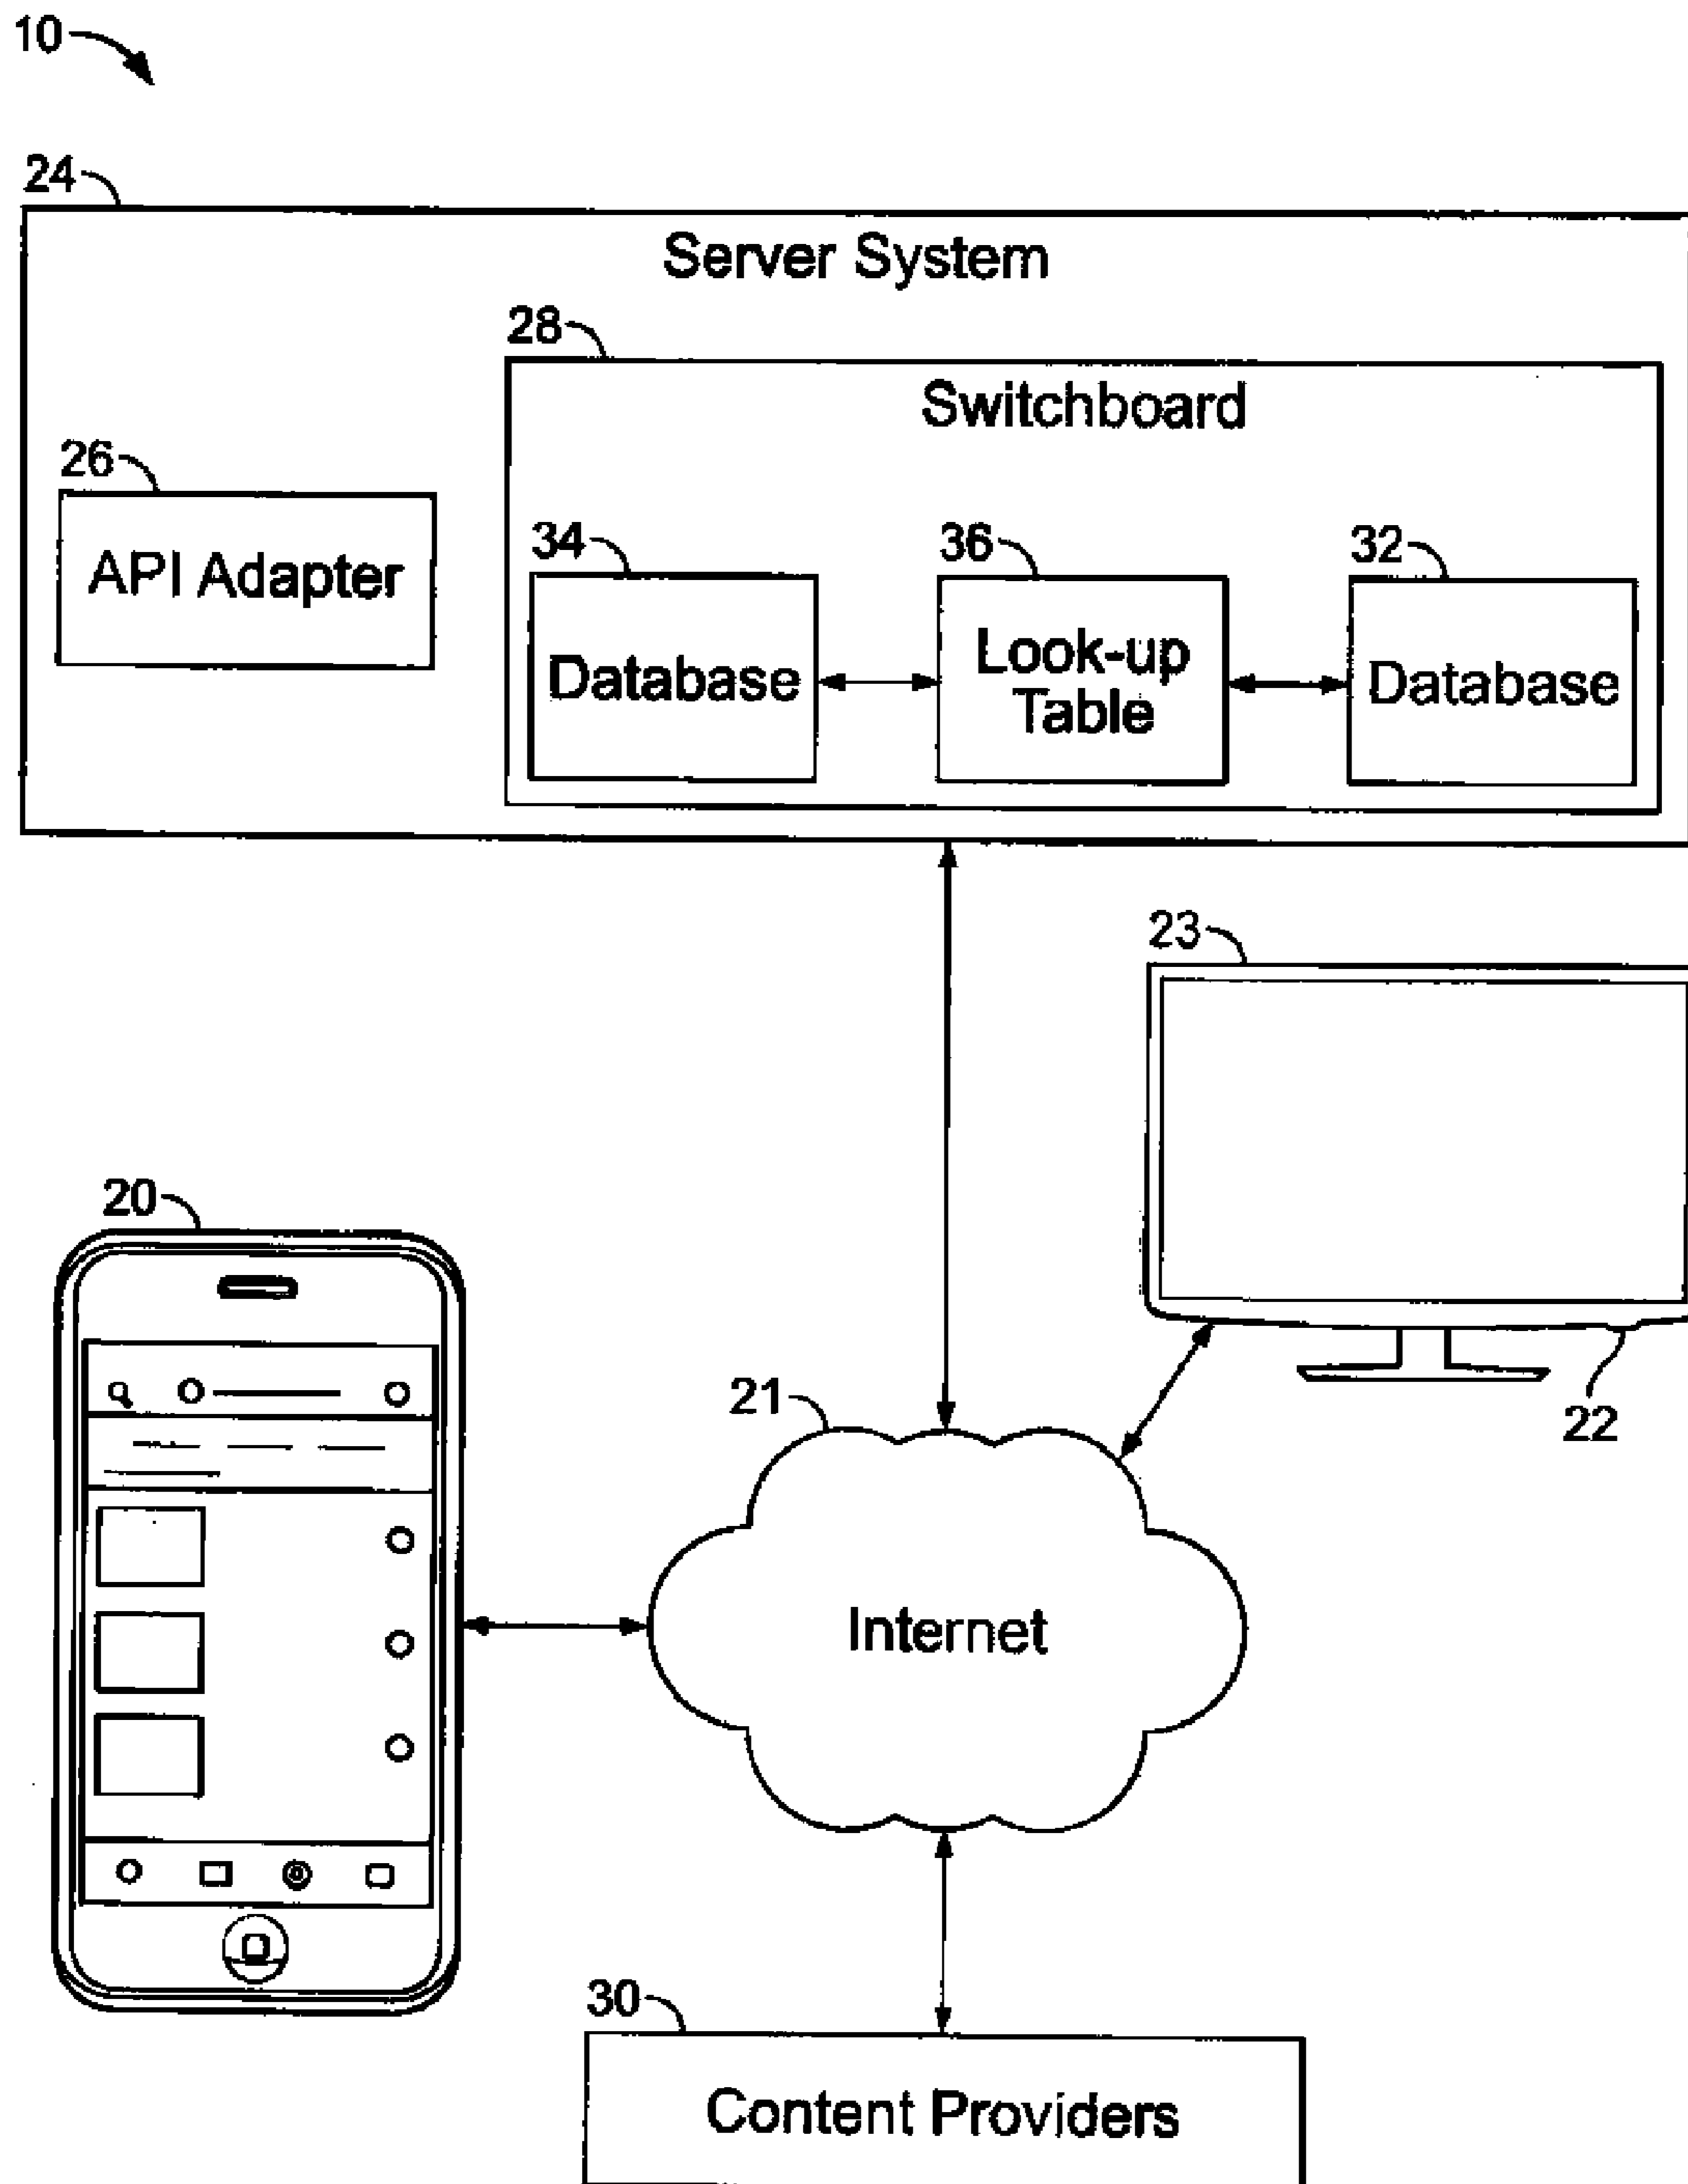 10
24
Server System
28
Switchboard
26
API Adapter
34
Database
36
Look-up
Table
32
Database
23
22
20
21
Internet
30
Content Providers